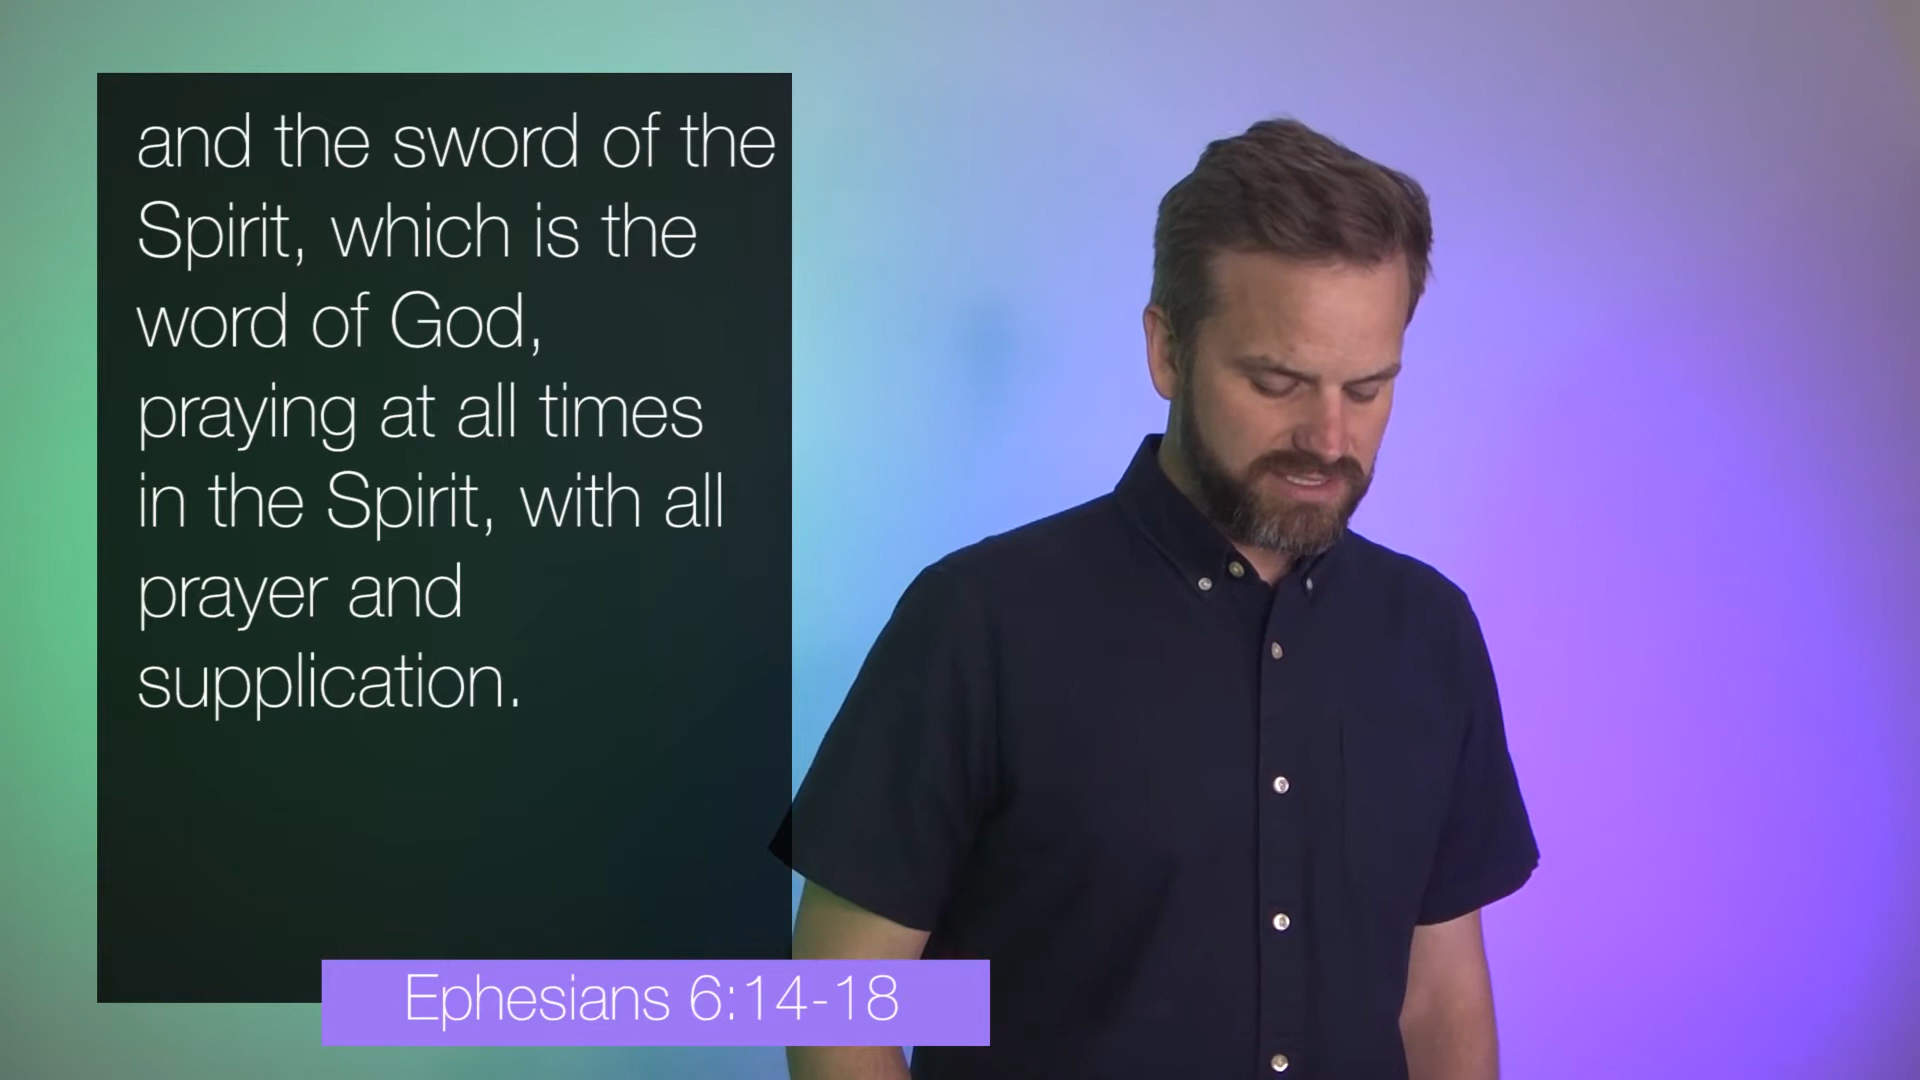 and the sword of the
Spirit, which is the
word of God,
praying at all times
in the Spirit, with all
prayer and
supplication.
Ephesians 6:14-18